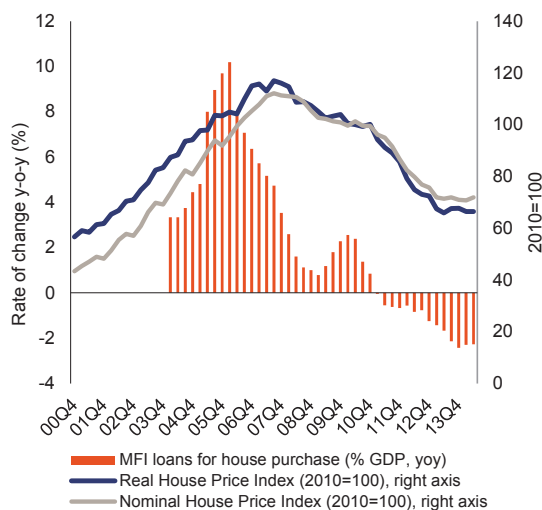 12
10
8
6
4
2
0
-2
-4
Rate of change y-o-y (%)
140
120
100
80
60
40
20
0
2010=100
00Q4
01Q4
02Q4
03Q4
04Q4
05Q4
06Q4
07Q4
08Q4
09Q4
10Q4
11Q4
12Q4
13Q4
MFI loans for house purchase (% GDP, yoy)
Real House Price Index (2010=100), right axis
Nominal House Price Index (2010=100), right axis